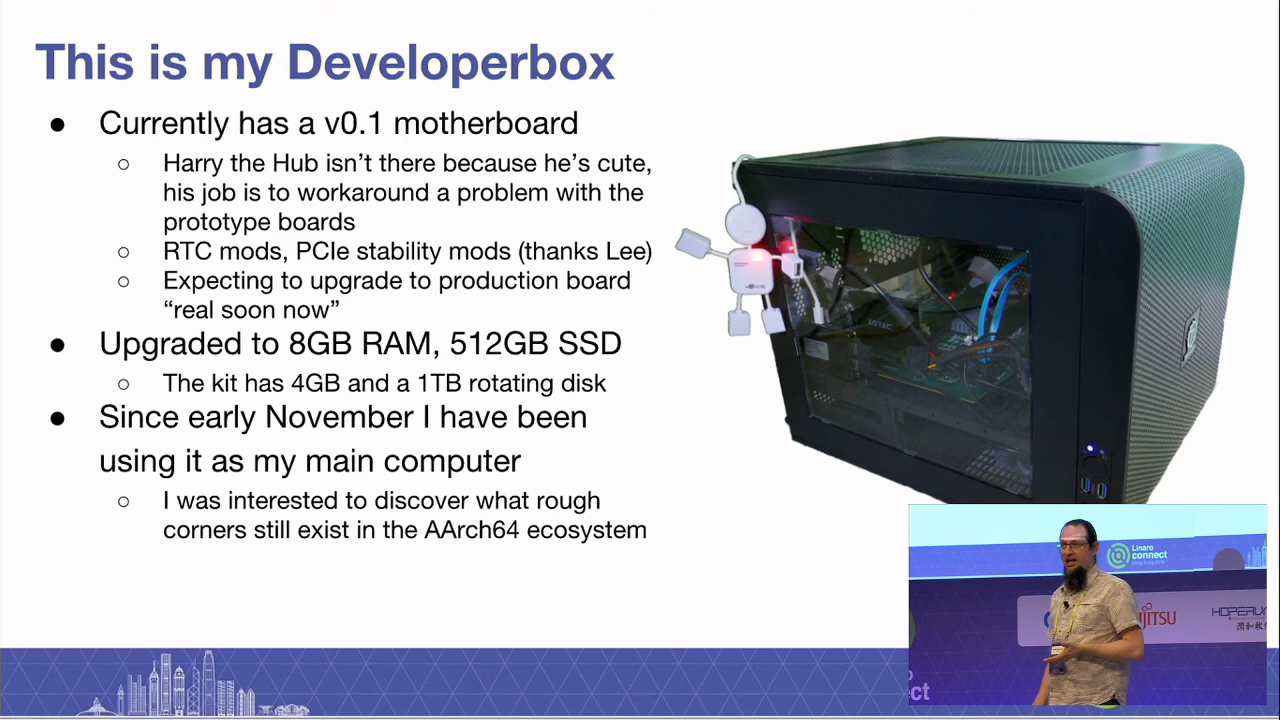 This is my Developerbox
● Currently has a v0.1 motherboard
○ Harry the Hub isn’t there because he’s cute,
his job is to workaround a problem with the
prototype boards
○ RTC mods, PCIe stability mods (thanks Lee)
○ Expecting to upgrade to production board
“real soon now”
● Upgraded to 8GB RAM, 512GB SSD
○ The kit has 4GB and a 1TB rotating disk
● Since early November I have been
using it as my main computer
○ I was interested to discover what rough
corners still exist in the AArch64 ecosystem
ZOTAC
Linaro
connect